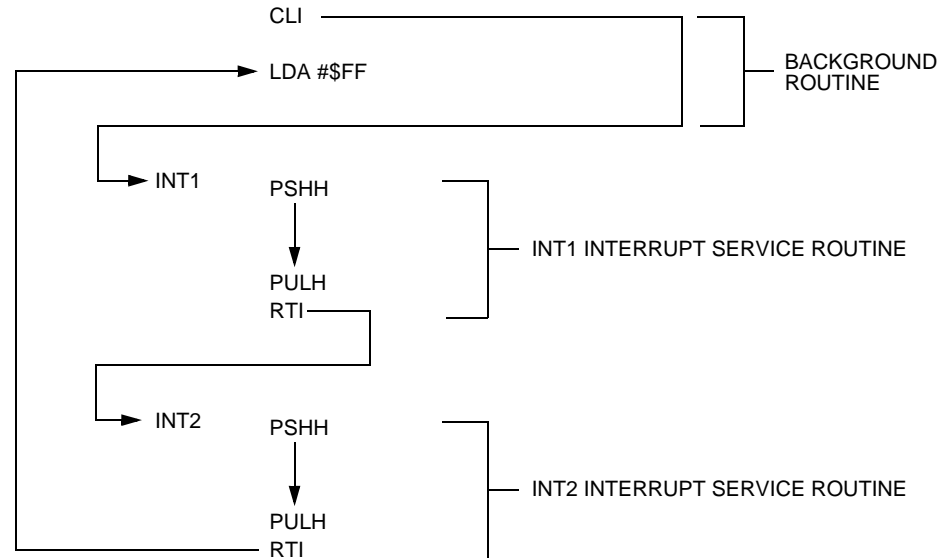 CLI
LDA #$FF
BACKGROUND
ROUTINE
INT1
PSHH
INT1 INTERRUPT SERVICE ROUTINE
PULH
RTI
INT2
PSHH
INT2 INTERRUPT SERVICE ROUTINE
PULH
RTI